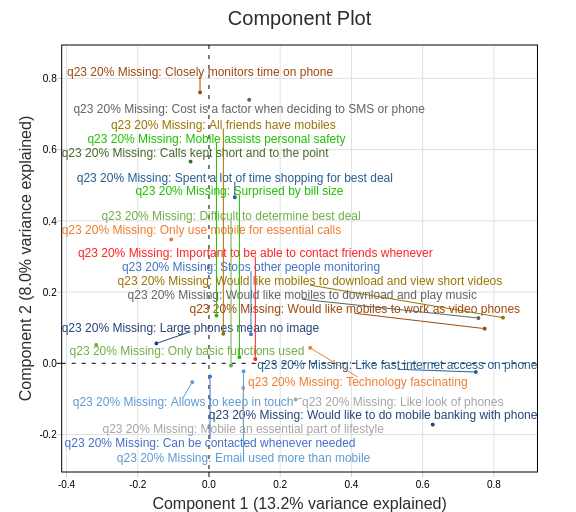 Component Plot
Component 2 (8.0% variance explained)
0.8
0.6
0.4
0.2
0.0
-0.2
q23 20% Missing: Closely monitors time on phone
q23 20% Missing: Cost is a factor when deciding to SMS or phone
q23 20% Missing: All friends have mobiles
q23 20% Missing: Mobile assists personal safety
q23 20% Missing: Calls kept short and to the point
q23 20% Missing: Spent a lot of time shopping for best deal
q23 20% Missing: Surprised by bill size
q23 20% Missing: Difficult to determine best deal
q23 20% Missing: Only use mobile for essential calls
q23 20% Missing: Important to be able to contact friends whenever
q23 20% Missing: Stops other people monitoring
q23 20% Missing: Would like mobiles to download and view short videos
q23 20% Missing: Would like mobiles to download and play music
q23 20% Missing: Would like mobiles to work as video phones
q23 20% Missing: Large phones mean no image
q23 20% Missing: Only basic functions used
q23 20% Missing: Like fast internet access on phone
q23 20% Missing: Technology fascinating
q23 20% Missing: Allows to keep in touch
q23 20% Missing: Like look of phones
q23 20% Missing: Would like to do mobile banking with phone
q23 20% Missing: Mobile an essential part of lifestyle
q23 20% Missing: Can be contacted whenever needed
q23 20% Missing: Email used more than mobile
-0.4
-0.2
0.0
0.2
0.4
0.6
0.8
Component 1 (13.2% variance explained)